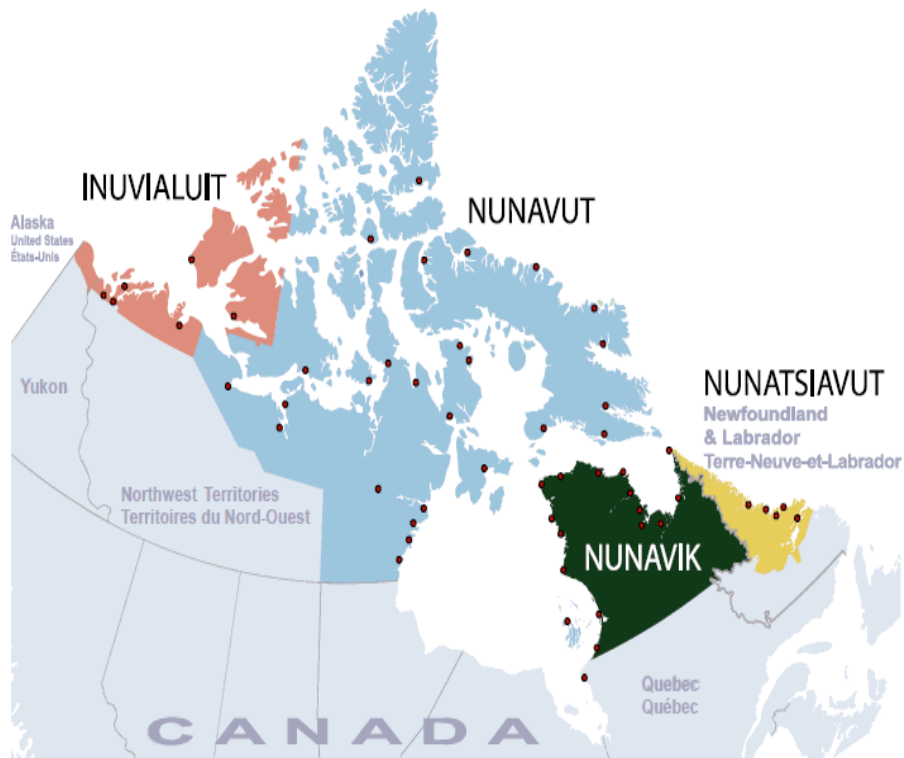 INUVIALUIT
NUNAVUT
Alaska
United States
États-Unis
Yukon
NUNATSIAVUT
Newfoundland
& Labrador
Terre-Neuve-et-Labrador
Northwest Territories
Territoires du Nord-Ouest
NUNAVIK
Quebec
Québec
CANADA